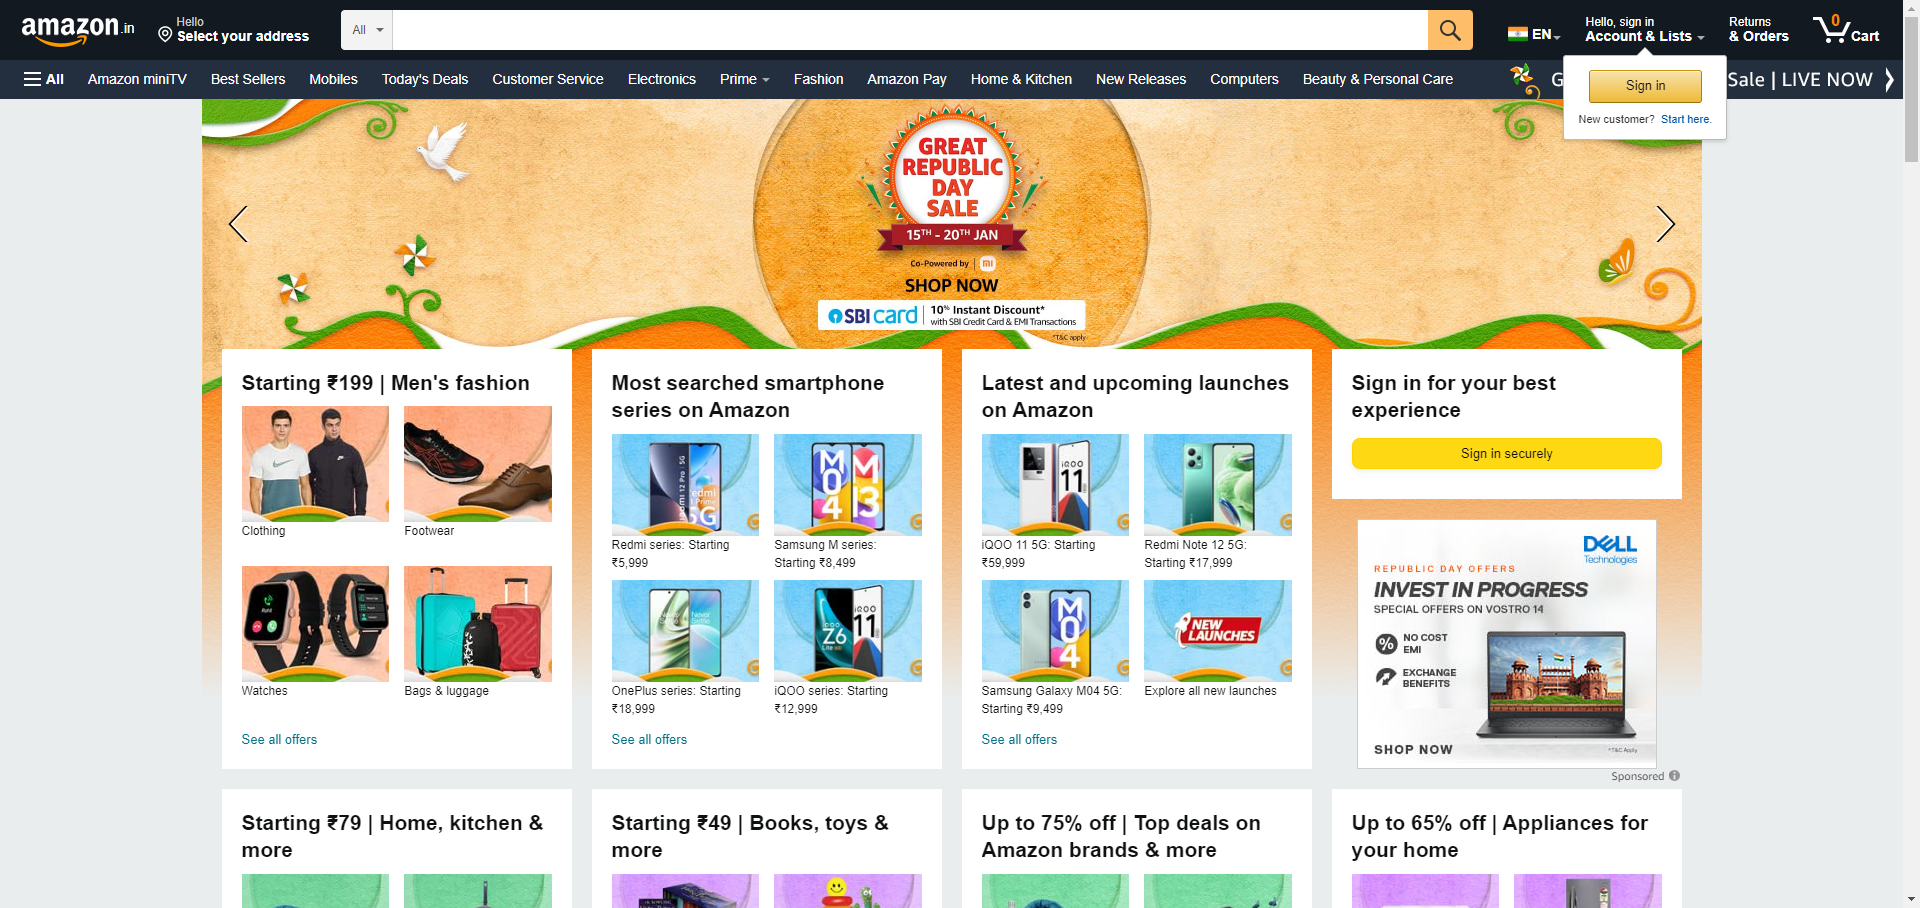 amazon.in
Hello
Select your address
All
EN
Hello, sign in
Account & Lists
Returns
& Orders
0
Cart
All
Amazon miniTV
Best Sellers
Mobiles
Today's Deals
Customer Service
Electronics
Prime
Fashion
Amazon Pay
Home & Kitchen
New Releases
Computers
Beauty & Personal Care
G
Sale | LIVE NOW
Sign in
New customer? Start here.
GREAT
REPUBLIC
DAY
SALE
15TH - 20TH JAN
Co-Powered by | mi
SHOP NOW
SBI card
10% Instant Discount*
with SBI Credit Card & EMI Transactions
*T&C apply
Starting ₹199 | Men's fashion
Clothing
Footwear
Watches
Bags & luggage
See all offers
Most searched smartphone
series on Amazon
Redmi series: Starting
₹5,999
Samsung M series:
Starting ₹8,499
OnePlus series: Starting
₹18,999
iQOO series: Starting
₹12,999
See all offers
Latest and upcoming launches
on Amazon
iQOO 11 5G: Starting
₹59,999
Redmi Note 12 5G:
Starting ₹17,999
NEW
LAUNCHES
Samsung Galaxy M04 5G:
Starting ₹9,499
Explore all new launches
See all offers
Sign in for your best
experience
Sign in securely
DELL
Technologies
REPUBLIC DAY OFFERS
INVEST IN PROGRESS
SPECIAL OFFERS ON VOSTRO 14
NO COST
EMI
EXCHANGE
BENEFITS
SHOP NOW
*T&C Apply
Sponsored
Starting ₹79 | Home, kitchen &
more
Starting ₹49 | Books, toys &
more
Up to 75% off | Top deals on
Amazon brands & more
Up to 65% off | Appliances for
your home